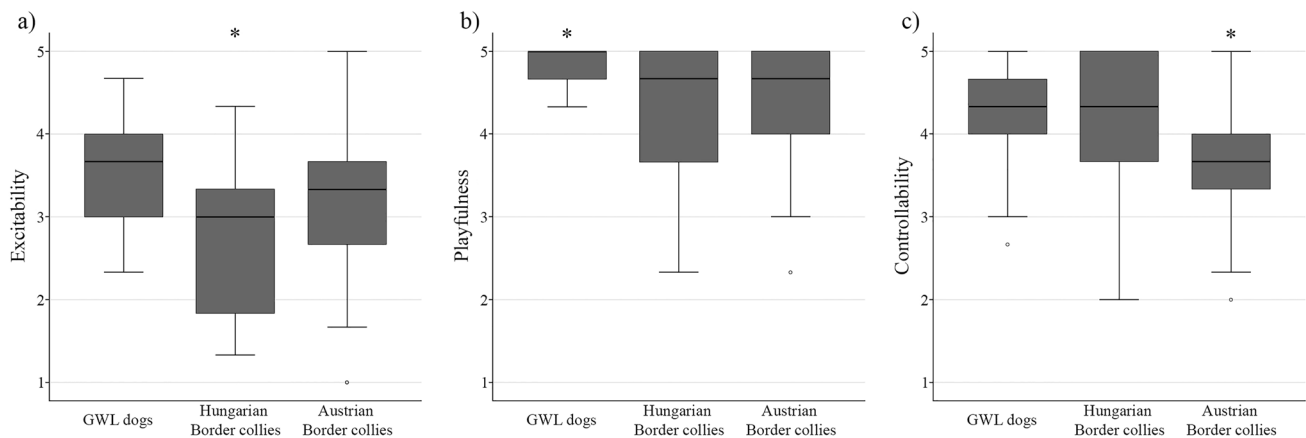 a)
*
5
4
3
2
1
Excitability
GWL dogs
Hungarian
Border collies
Austrian
Border collies
b)
*
5
4
3
2
1
Playfulness
GWL dogs
Hungarian
Border collies
Austrian
Border collies
c)
*
5
4
3
2
1
Controllability
GWL dogs
Hungarian
Border collies
Austrian
Border collies